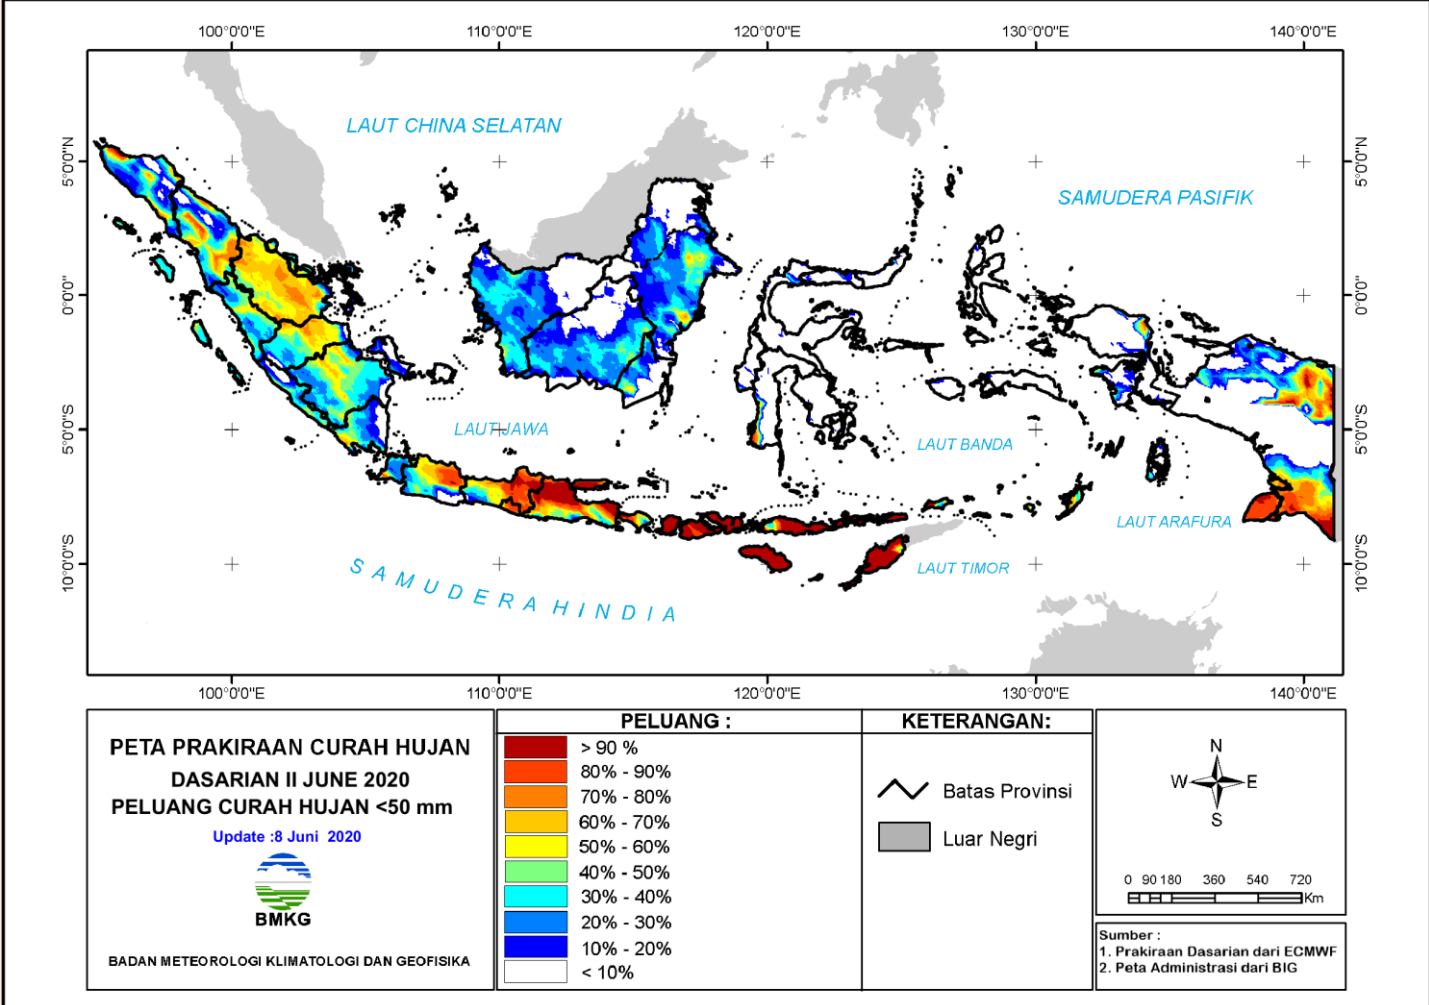 100°0'0"E 110°0'0"E 120°0'0"E 130°0'0"E 140°0'0"E
LAUT CHINA SELATAN
SAMUDERA PASIFIK
5°0'0"N 5°0'0"N
0°0'0" 0°0'0"
5°0'0"S 5°0'0"S
LAUT JAWA
LAUT BANDA
LAUT ARAFURA
10°0'0"S 10°0'0"S
LAUT TIMOR
SAMUDERA HINDIA
100°0'0"E 110°0'0"E 120°0'0"E 130°0'0"E 140°0'0"E
PETA PRAKIRAAN CURAH HUJAN
DASARIAN II JUNE 2020
PELUANG CURAH HUJAN <50 mm
Update :8 Juni 2020
BMKG
BADAN METEOROLOGI KLIMATOLOGI DAN GEOFISIKA
PELUANG :
> 90 %
80% - 90%
70% - 80%
60% - 70%
50% - 60%
40% - 50%
30% - 40%
20% - 30%
10% - 20%
< 10%
KETERANGAN:
Batas Provinsi
Luar Negri
N
W E
S
0 90 180 360 540 720
Km
Sumber :
1. Prakiraan Dasarian dari ECMWF
2. Peta Administrasi dari BIG